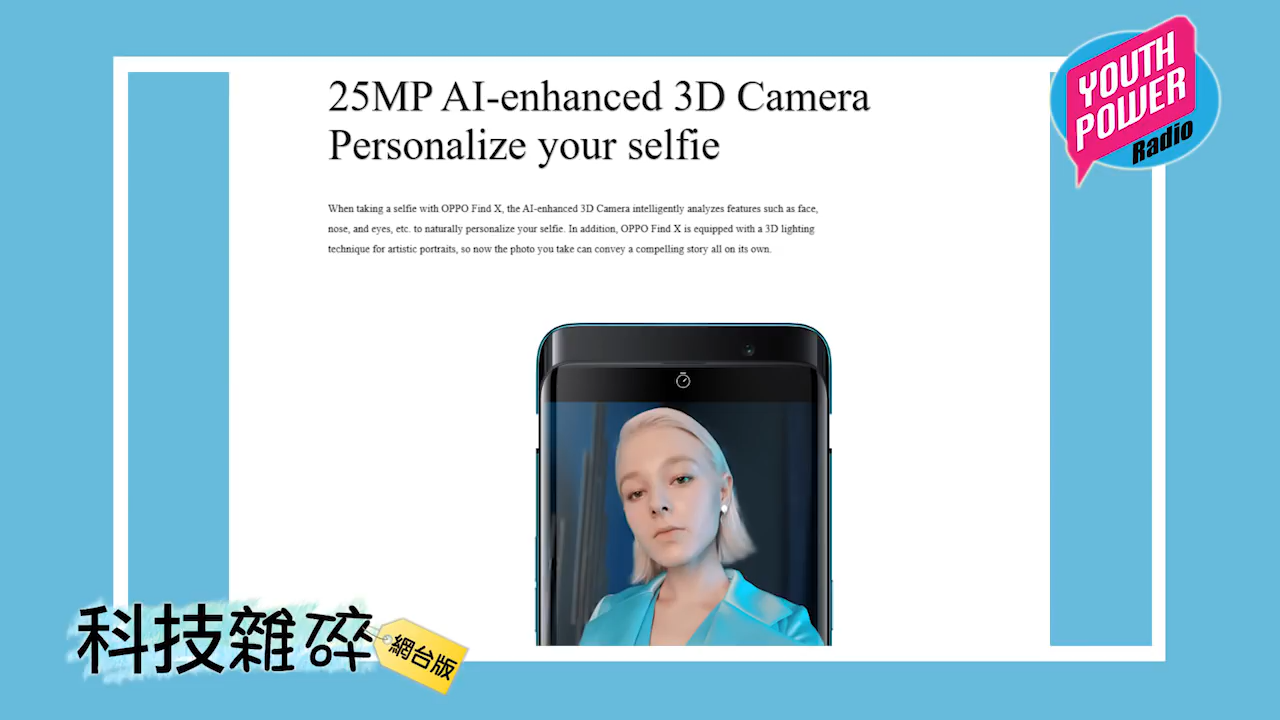 25MP AI-enhanced 3D Camera
Personalize your selfie
When taking a selfie with OPPO Find X, the AI-enhanced 3D Camera intelligently analyzes features such as face,
nose, and eyes, etc. to naturally personalize your selfie. In addition, OPPO Find X is equipped with a 3D lighting
technique for artistic portraits, so now the photo you take can convey a compelling story all on its own.
YOUTH
POWER
Radio
科技雜碎
網台版